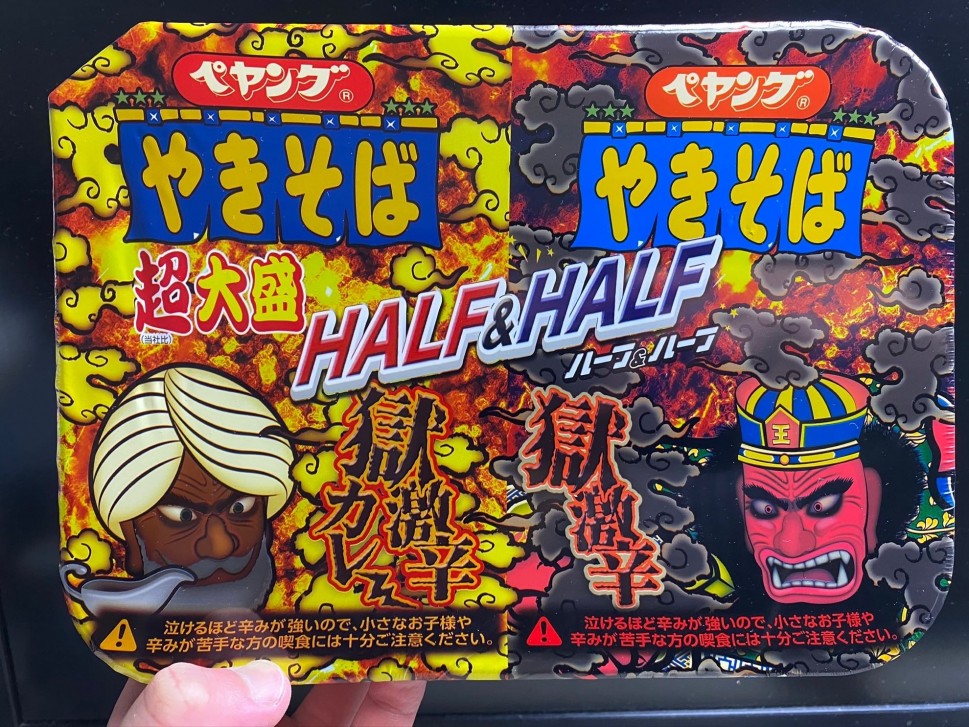 ペヤング®
やきそば
超大盛
(当社比)
HALF&HALF
ハーフ&ハーフ
獄激辛
カレー
泣けるほど辛みが強いので、小さなお子様や
辛みが苦手な方の喫食には十分ご注意ください。
ペヤング®
やきそば
獄激辛
王
泣けるほど辛みが強いので、小さなお子様や
辛みが苦手な方の喫食には十分ご注意ください。